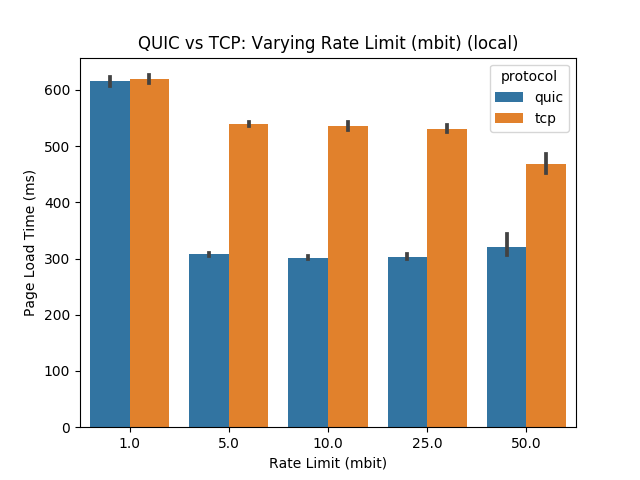 QUIC vs TCP: Varying Rate Limit (mbit) (local)
protocol
quic
tcp
Page Load Time (ms)
600
500
400
300
200
100
0
1.0 5.0 10.0 25.0 50.0
Rate Limit (mbit)